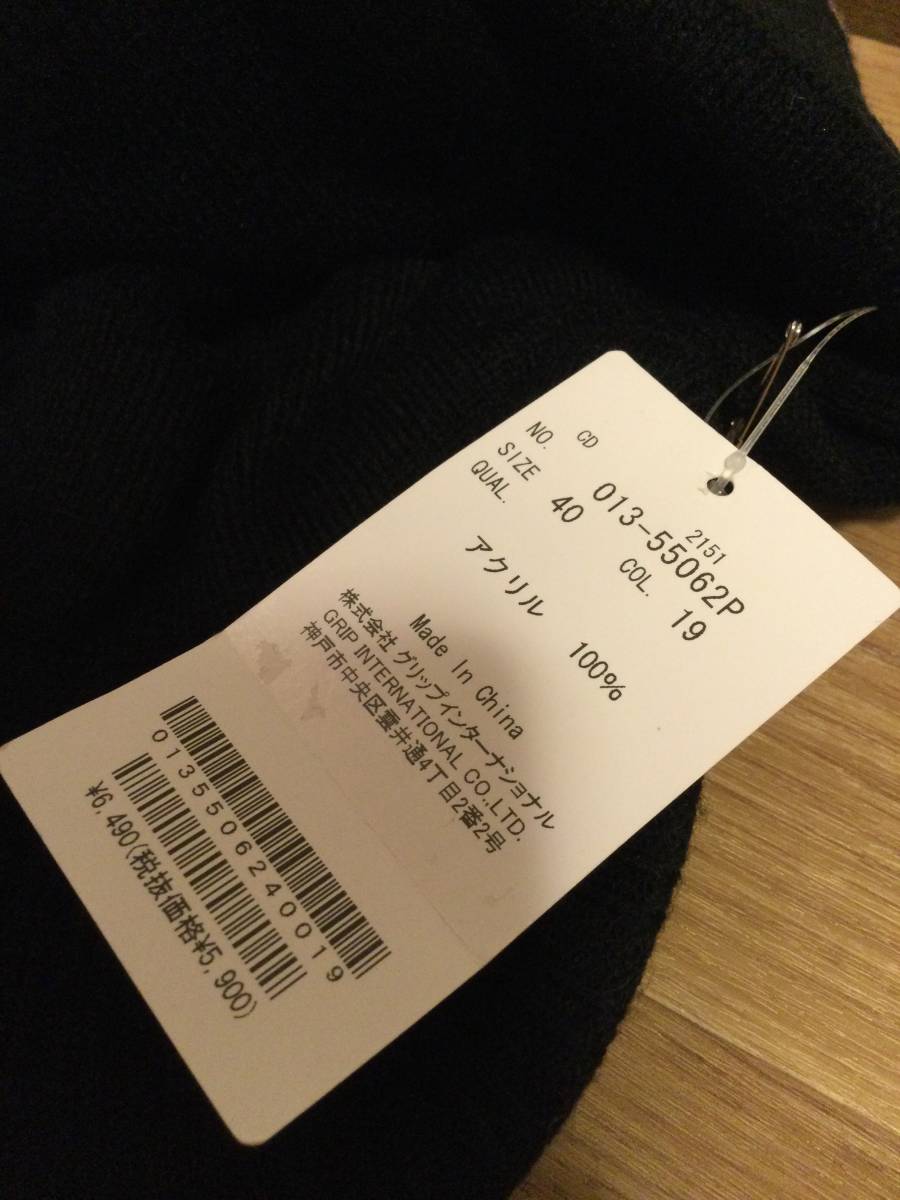 CD 2151
NO. 013-55062P
SIZE 40 COL. 19
QUAL.
アクリル 100%
Made In China
株式会社 グリップインターナショナル
GRIP INTERNATIONAL CO.,LTD.
神戸市中央区雲井通4丁目2番2号
0135506240019
¥6,490(税抜価格¥5,900)